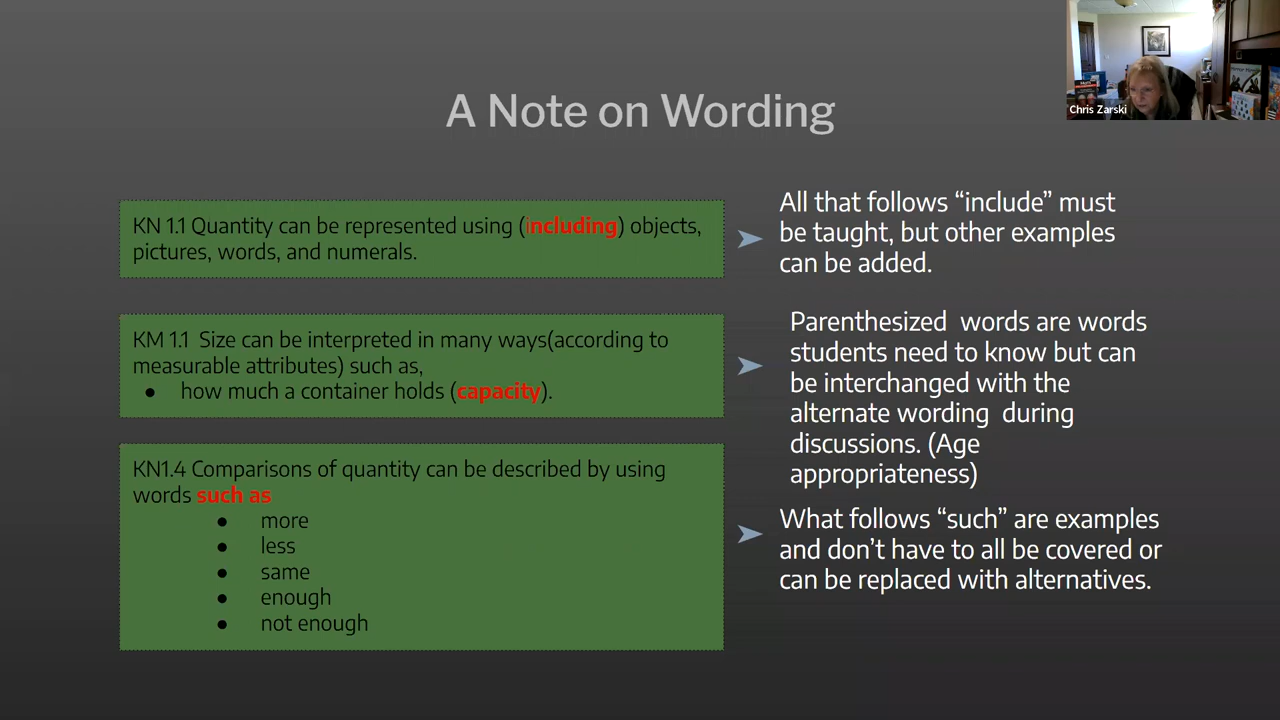 Chris Zarski
A Note on Wording
KN 1.1 Quantity can be represented using (including) objects,
pictures, words, and numerals.
All that follows “include” must
be taught, but other examples
can be added.
KM 1.1 Size can be interpreted in many ways(according to
measurable attributes) such as,
● how much a container holds (capacity).
Parenthesized words are words
students need to know but can
be interchanged with the
alternate wording during
discussions. (Age
appropriateness)
KN1.4 Comparisons of quantity can be described by using
words such as
● more
● less
● same
● enough
● not enough
What follows “such” are examples
and don’t have to all be covered or
can be replaced with alternatives.